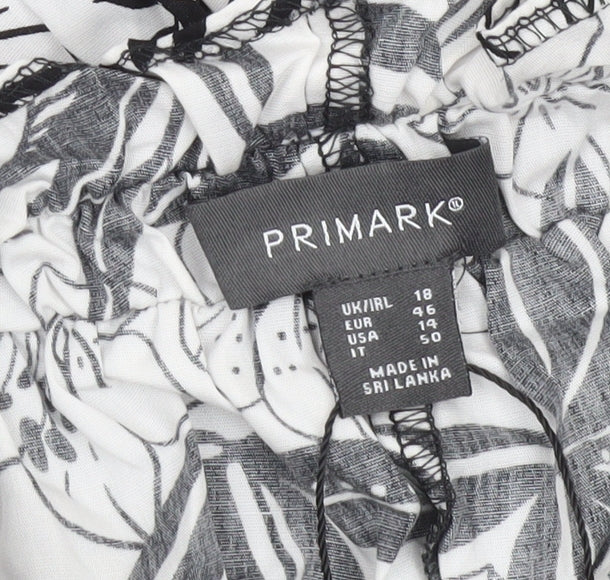 PRIMARK®
UK/IRL 18
EUR 46
USA 14
IT 50
MADE IN
SRI LANKA